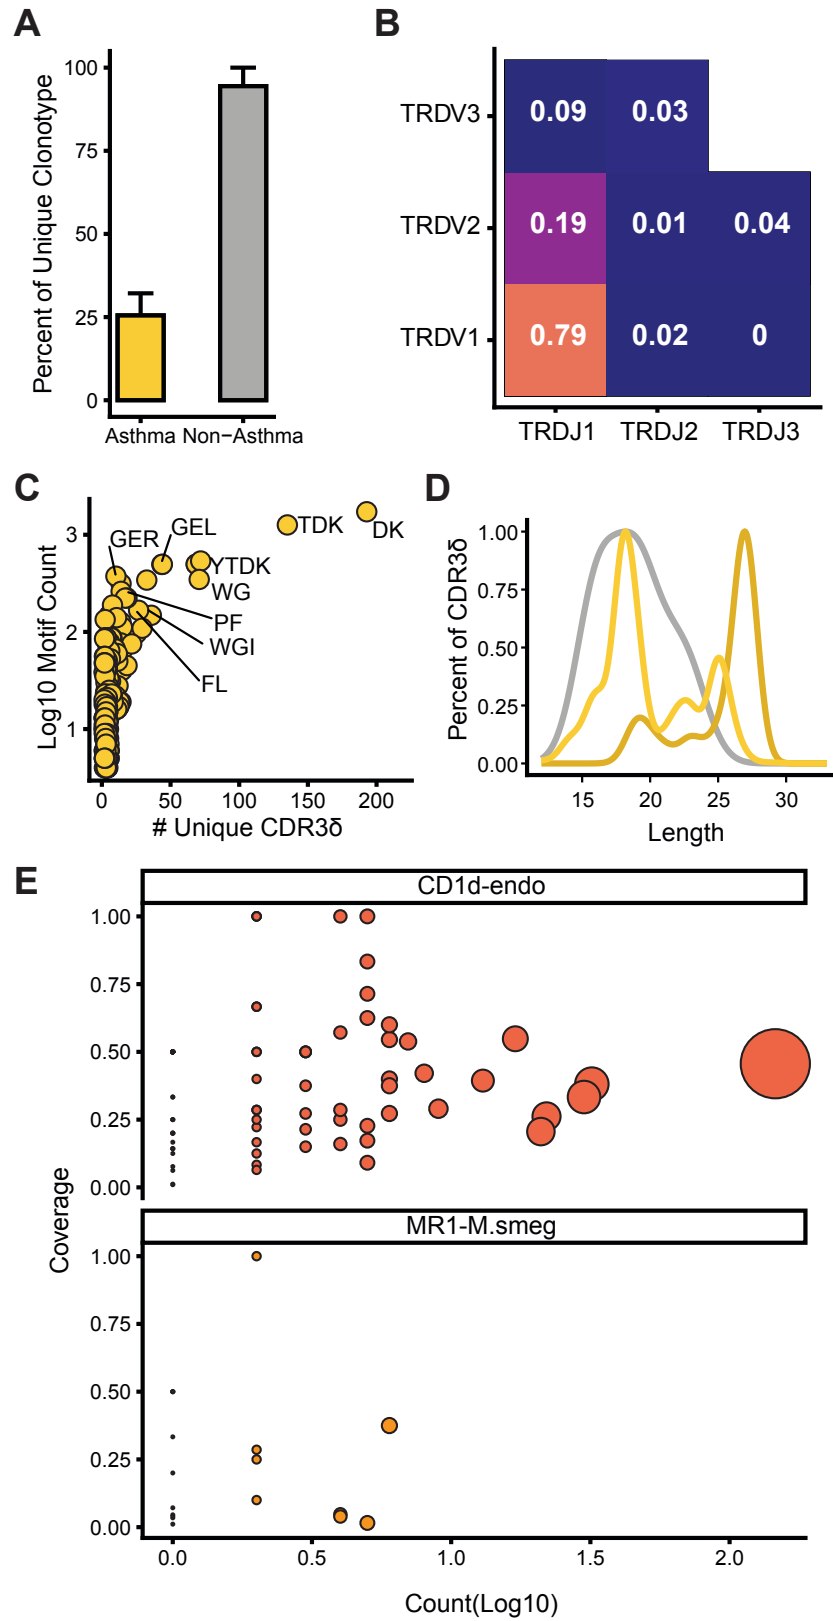 A
Percent of Unique Clonotype
100
75
50
25
0
Asthma Non−Asthma
B
TRDV3
TRDV2
TRDV1
0.09 0.03
0.19 0.01 0.04
0.79 0.02 0
TRDJ1 TRDJ2 TRDJ3
C
Log10 Motif Count
3
2
1
GER
GEL
TDK
DK
YTDK
WG
PF
WGI
FL
0 50 100 150 200
# Unique CDR3δ
D
Percent of CDR3δ
1.00
0.75
0.50
0.25
0.00
15 20 25 30
Length
E
CD1d-endo
1.00
0.75
0.50
0.25
0.00
Coverage
MR1-M.smeg
1.00
0.75
0.50
0.25
0.00
0.0 0.5 1.0 1.5 2.0
Count(Log10)